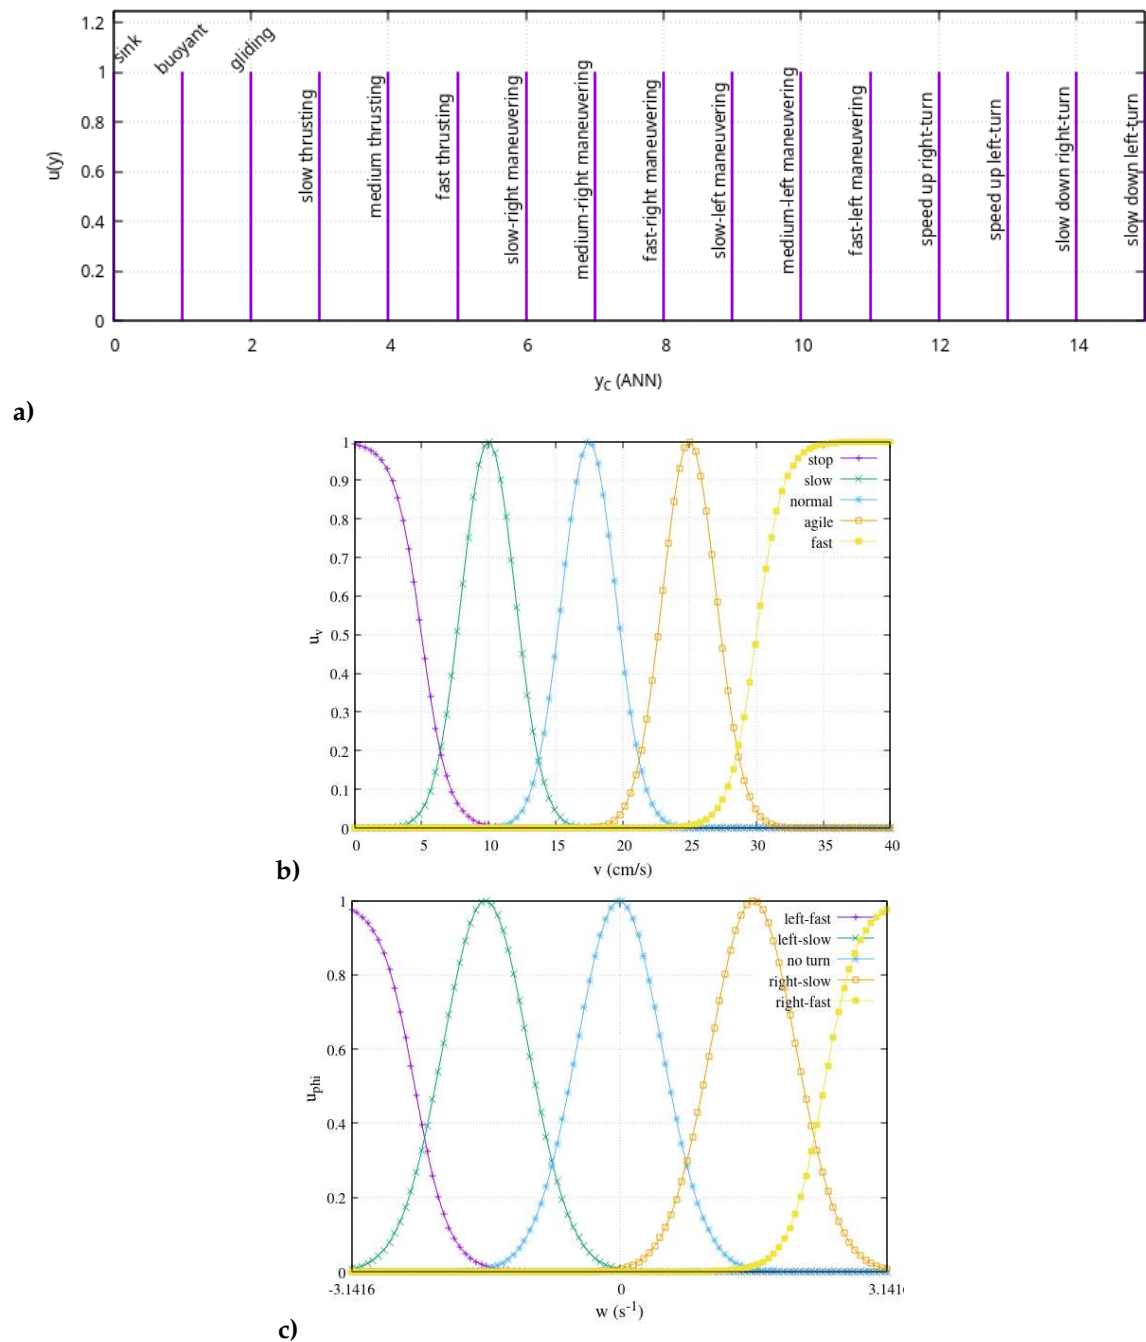 1.2
sink
buoyant
gliding
1
0.8
0.6
0.4
0.2
0
u(y)
slow thrusting
medium thrusting
fast thrusting
slow-right maneuvering
medium-right maneuvering
fast-right maneuvering
slow-left maneuvering
medium-left maneuvering
fast-left maneuvering
speed up right-turn
speed up left-turn
slow down right-turn
slow down left-turn
0 2 4 6 8 10 12 14
y_C (ANN)
a)
1
0.9
0.8
0.7
0.6
0.5
0.4
0.3
0.2
0.1
0
u_v
stop
slow
normal
agile
fast
0 5 10 15 20 25 30 35 40
v (cm/s)
b)
1
0.8
0.6
0.4
0.2
0
u_phi
left-fast
left-slow
no turn
right-slow
right-fast
-3.1416 0 3.141
w (s⁻¹)
c)